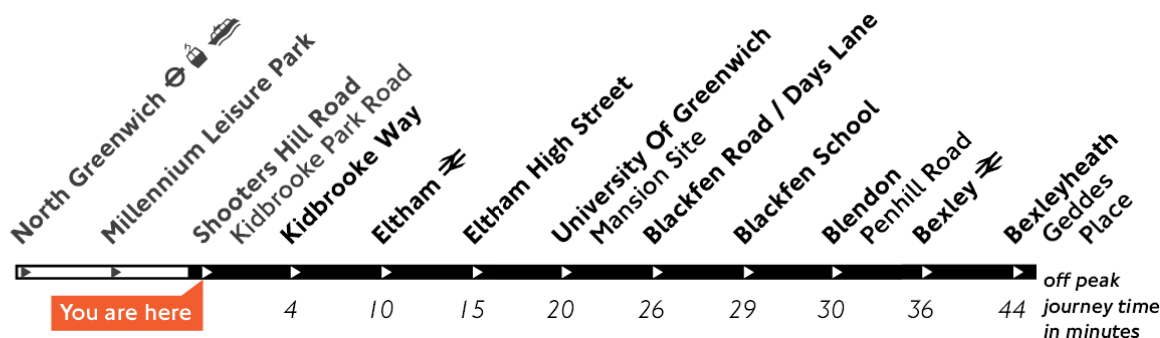 North Greenwich
Millennium Leisure Park
Shooters Hill Road
Kidbrooke Park Road
Kidbrooke Way
Eltham
Eltham High Street
University Of Greenwich
Mansion Site
Blackfen Road / Days Lane
Blackfen School
Blendon
Penhill Road
Bexley
Bexleyheath
Geddes
Place
You are here
4 10 15 20 26 29 30 36 44
off peak
journey time
in minutes